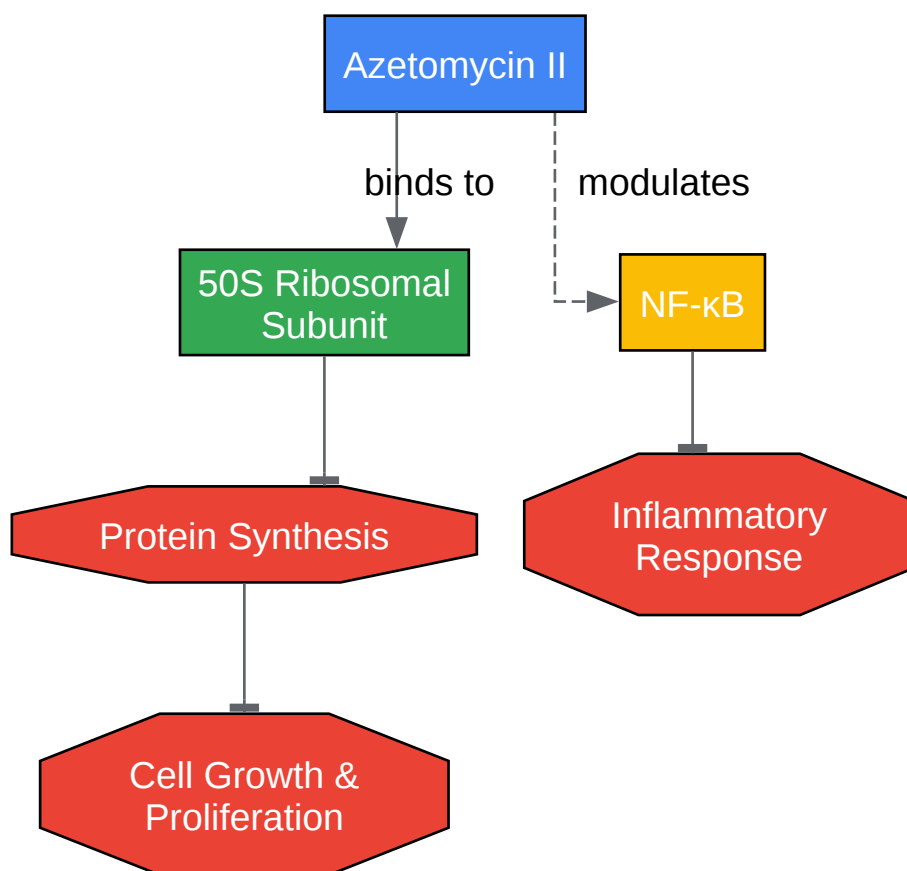 Azetomycin II
binds to
modulates
50S Ribosomal
Subunit
NF-κB
Protein Synthesis
Inflammatory
Response
Cell Growth &
Proliferation